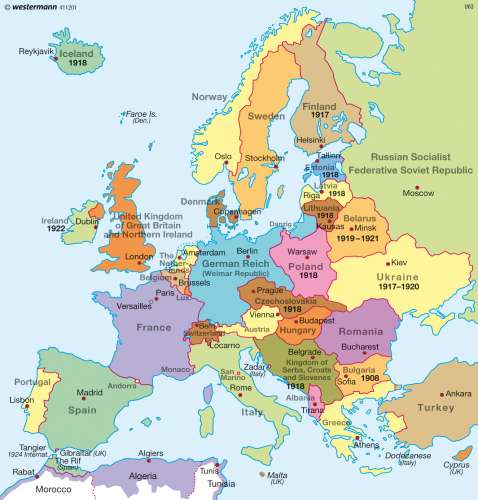 © westermann 411201
I/63
Reykjavik
Iceland
1918
Faroe Is.
(Den.)
Norway
Sweden
Finland
1917
Helsinki
Oslo
Stockholm
Tallinn
Estonia
1918
Russian Socialist
Federative Soviet Republic
Moscow
Latvia
1918
Riga
Lithuania
1918
Kaunas
Denmark
Copenhagen
Danzig
Belarus
Minsk
1919–1921
Ireland
1922
Dublin
United Kingdom
of Great Britain
and Northern Ireland
London
The
Nether-
lands
Amsterdam
Belgium
Brussels
Lux.
Berlin
German Reich
(Weimar Republic)
Warsaw
Poland
1918
Kiev
Ukraine
1917–1920
Paris
Versailles
France
Prague
Czechoslovakia
1918
Vienna
Austria
Budapest
Hungary
Bern
Switzerland
Locarno
Romania
Bucharest
Monaco
San
Marino
Zadar
(Italy)
Belgrade
Kingdom of
Serbs, Croats
and Slovenes
1918
Bulgaria
1908
Sofia
Rome
Italy
Albania
Tirana
Greece
Athens
Andorra
Portugal
Lisbon
Madrid
Spain
Ankara
Turkey
Tangier
1924 Internat.
Gibraltar (UK)
The Rif
(Spain)
Rabat
Morocco
Algiers
Algeria
Tunis
Tunisia
Malta
(UK)
Dodecanese
(Italy)
Cyprus
(UK)